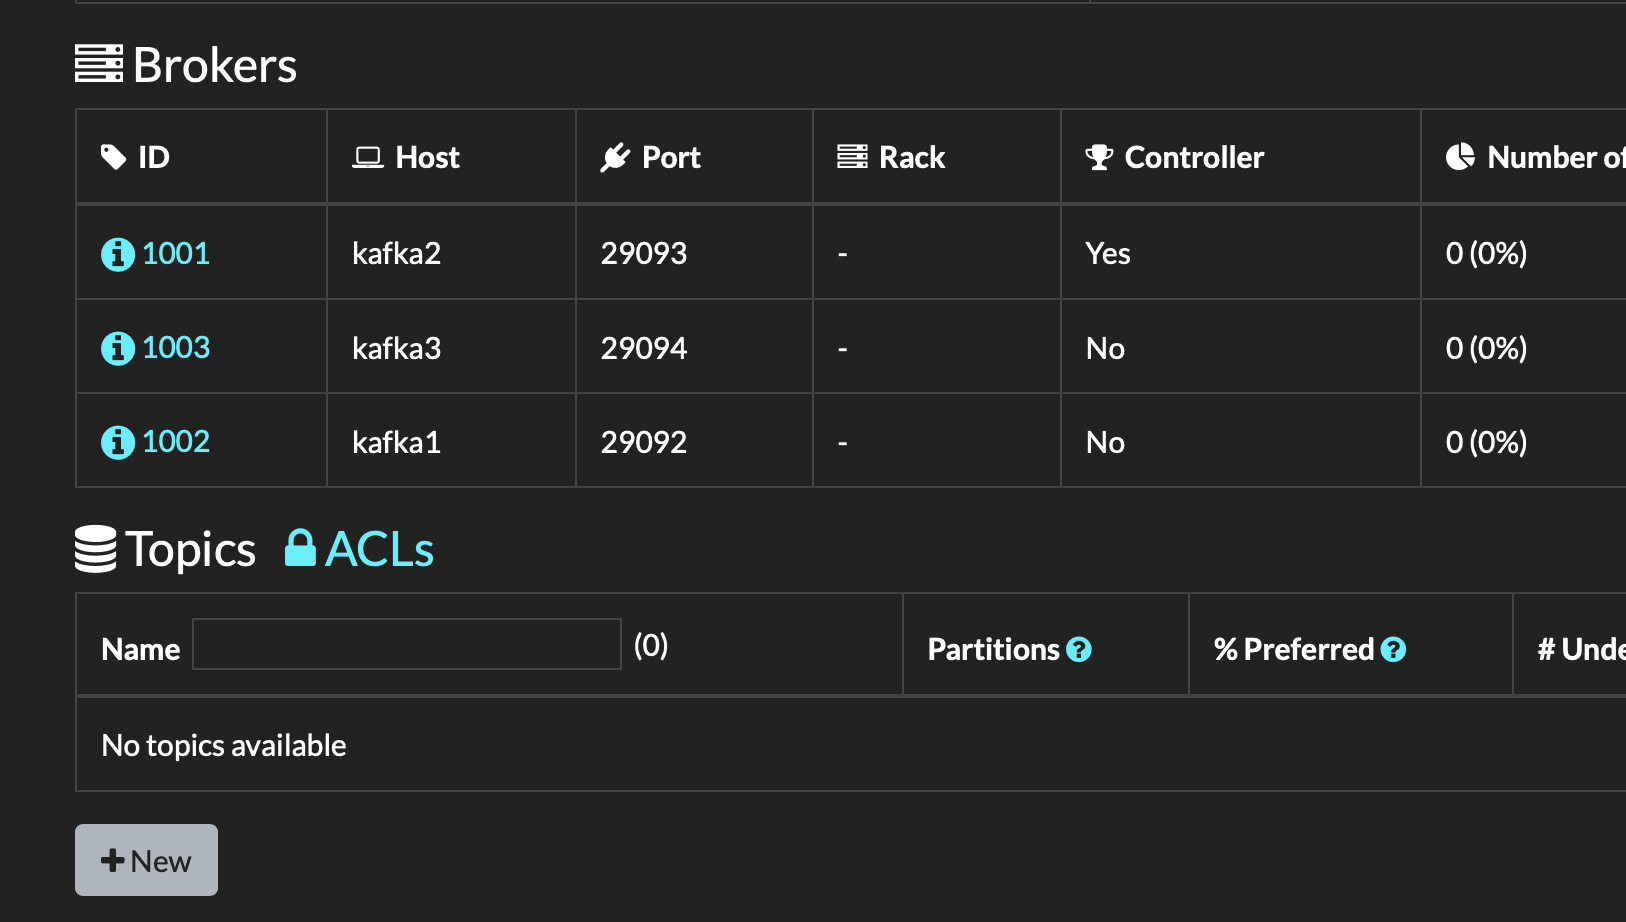 Brokers
ID Host Port Rack Controller Number of
1001 kafka2 29093 - Yes 0 (0%)
1003 kafka3 29094 - No 0 (0%)
1002 kafka1 29092 - No 0 (0%)
Topics ACLs
Name (0) Partitions % Preferred # Unde
No topics available
New